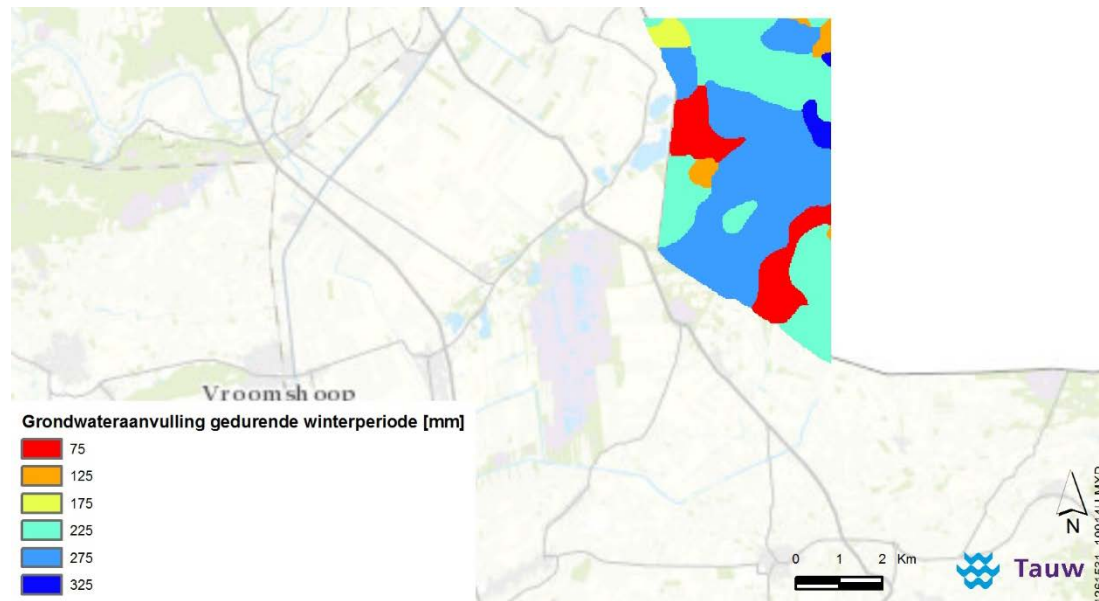 Vroomshoop
Grondwateraanvulling gedurende winterperiode [mm]
75
125
175
225
275
325
0 1 2 Km
N
Tauw